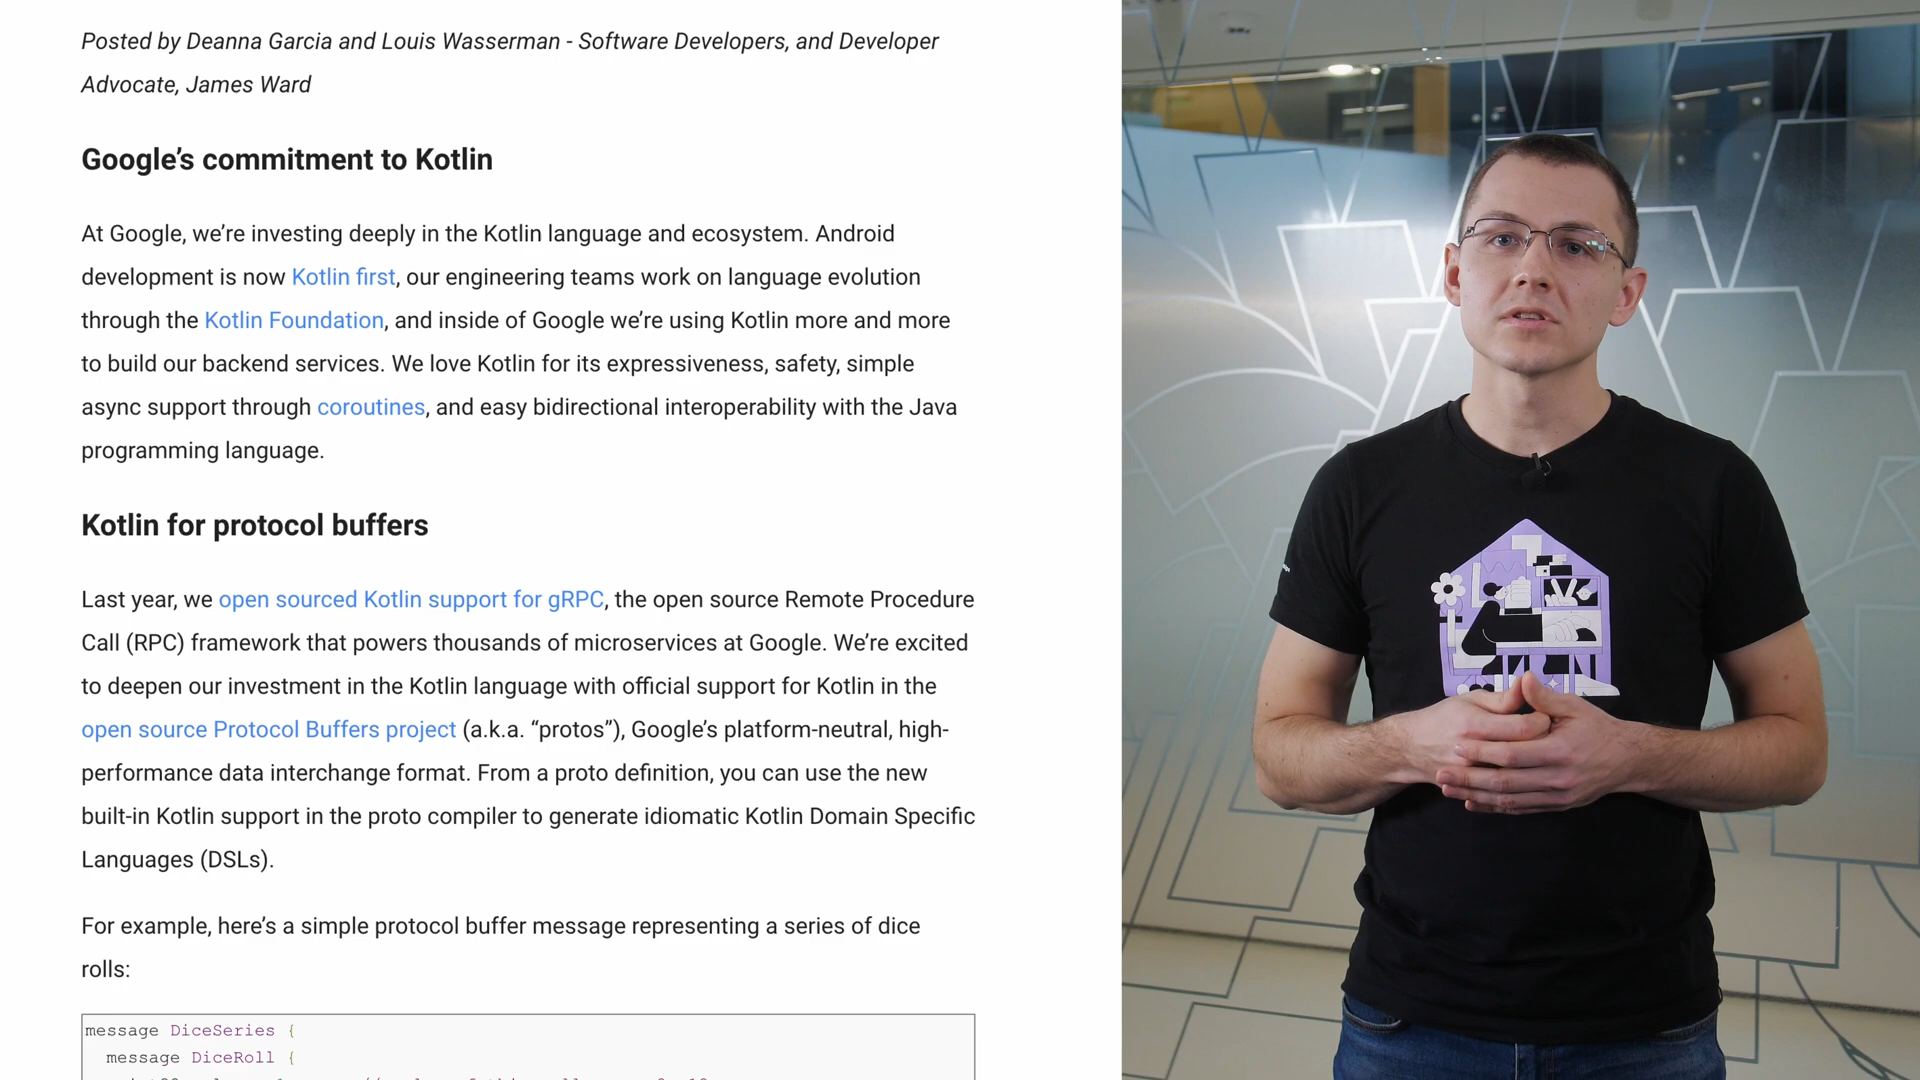 Posted by Deanna Garcia and Louis Wasserman - Software Developers, and Developer
Advocate, James Ward
Google’s commitment to Kotlin
At Google, we’re investing deeply in the Kotlin language and ecosystem. Android
development is now Kotlin first, our engineering teams work on language evolution
through the Kotlin Foundation, and inside of Google we’re using Kotlin more and more
to build our backend services. We love Kotlin for its expressiveness, safety, simple
async support through coroutines, and easy bidirectional interoperability with the Java
programming language.
Kotlin for protocol buffers
Last year, we open sourced Kotlin support for gRPC, the open source Remote Procedure
Call (RPC) framework that powers thousands of microservices at Google. We’re excited
to deepen our investment in the Kotlin language with official support for Kotlin in the
open source Protocol Buffers project (a.k.a. “protos”), Google’s platform-neutral, high-
performance data interchange format. From a proto definition, you can use the new
built-in Kotlin support in the proto compiler to generate idiomatic Kotlin Domain Specific
Languages (DSLs).
For example, here’s a simple protocol buffer message representing a series of dice
rolls:
message DiceSeries {
message DiceRoll {